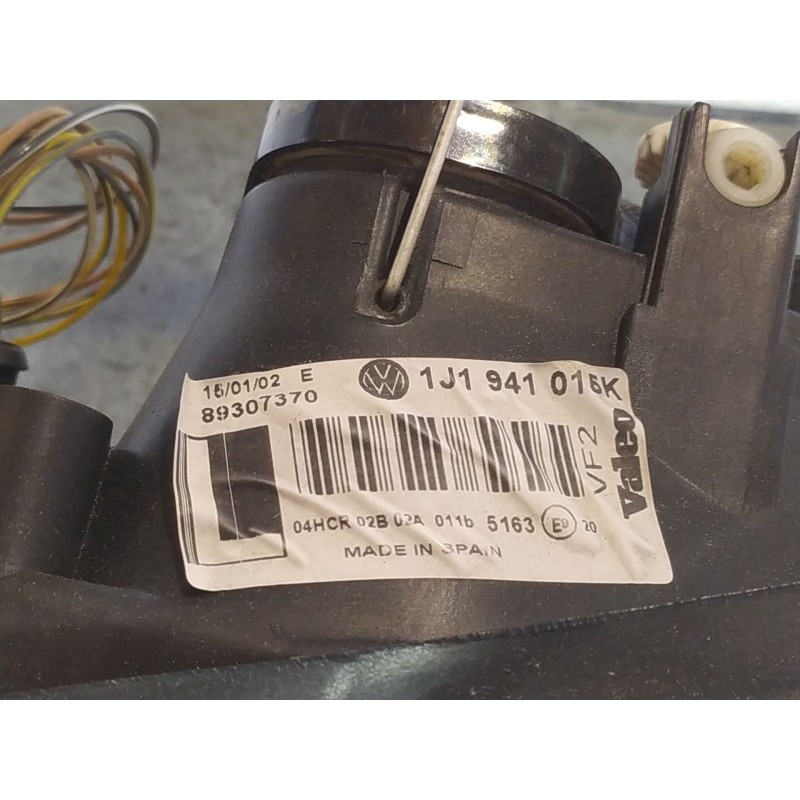 15/01/02 E
89307370
VW 1J1 941 015K
VF2
Valeo
04HCR 02B 02A 011b 5163 E9 20
MADE IN SPAIN